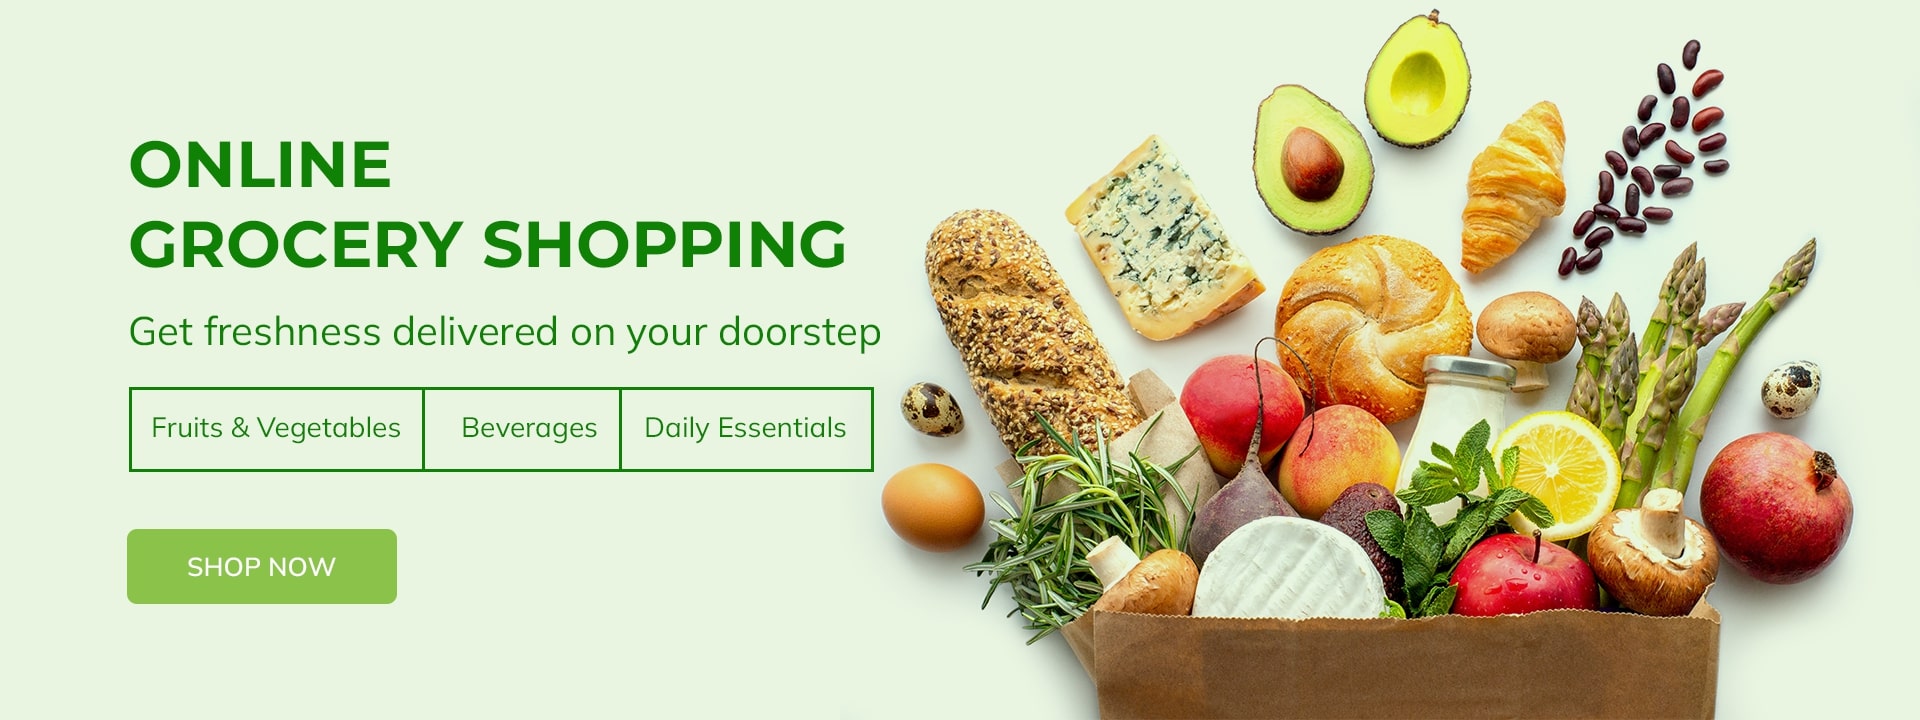 ONLINE
GROCERY SHOPPING
Get freshness delivered on your doorstep
Fruits & Vegetables
Beverages
Daily Essentials
SHOP NOW